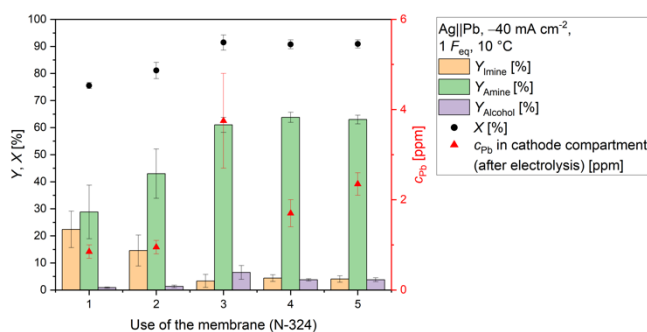 100
90
80
70
60
50
40
30
20
10
0
Y, X [%]
1
2
3
4
5
Use of the membrane (N-324)
6
4
2
0
cPb [ppm]
Ag||Pb, –40 mA cm-2,
1 Feq, 10 °C
YImine [%]
YAmine [%]
YAlcohol [%]
X [%]
cPb in cathode compartment
(after electrolysis) [ppm]